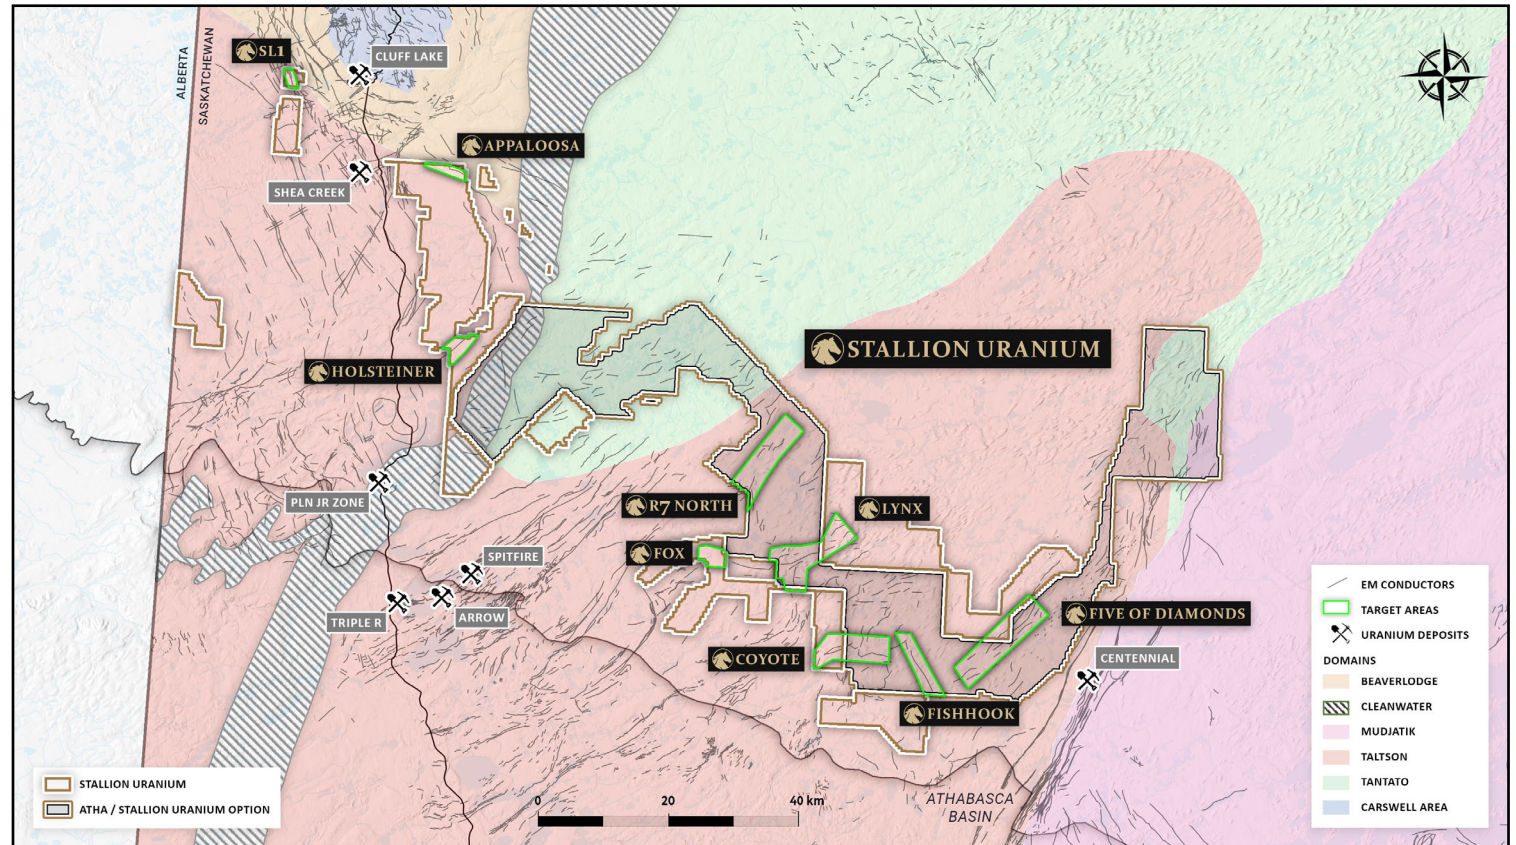 ALBERTA
SASKATCHEWAN
SL1
CLUFF LAKE
APPALOOSA
SHEA CREEK
HOLSTEINER
STALLION URANIUM
PLN JR ZONE
R7 NORTH
LYNX
FOX
SPITFIRE
TRIPLE R
ARROW
FIVE OF DIAMONDS
COYOTE
CENTENNIAL
FISHHOOK
ATHABASCA
BASIN
0 20 40 km
STALLION URANIUM
ATHA / STALLION URANIUM OPTION
EM CONDUCTORS
TARGET AREAS
URANIUM DEPOSITS
DOMAINS
BEAVERLODGE
CLEANWATER
MUDJATIK
TALTSON
TANTATO
CARSWELL AREA